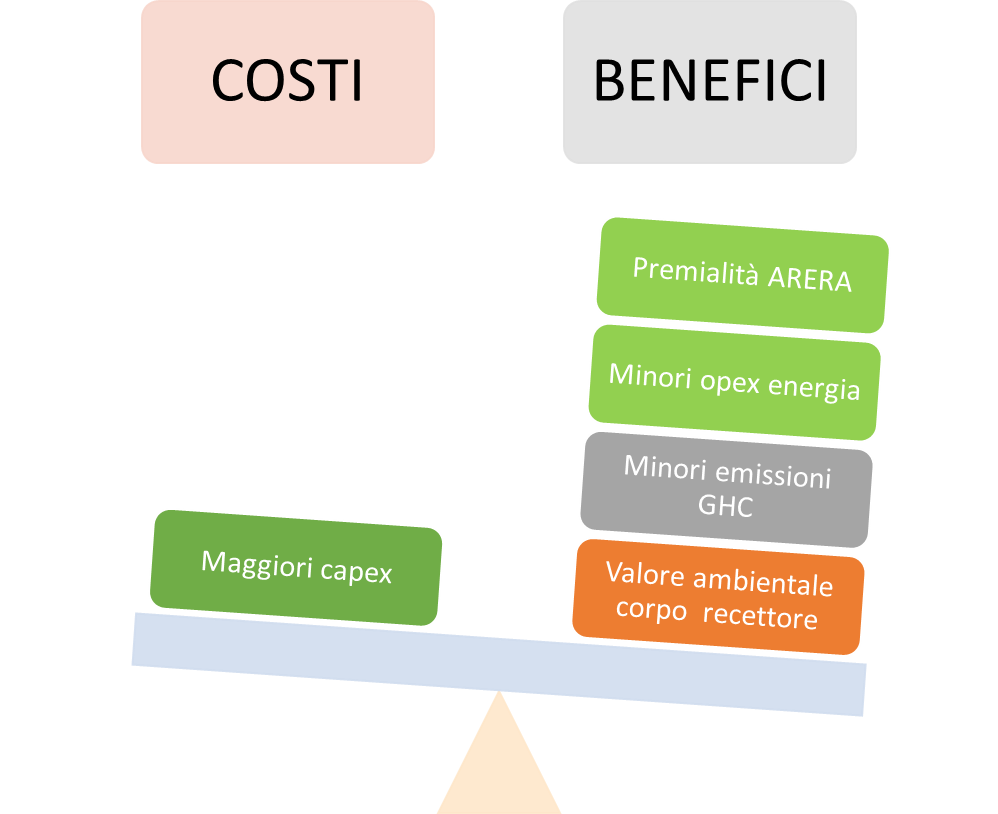 COSTI
BENEFICI
Premialità ARERA
Minori opex energia
Minori emissioni
GHC
Maggiori capex
Valore ambientale
corpo recettore